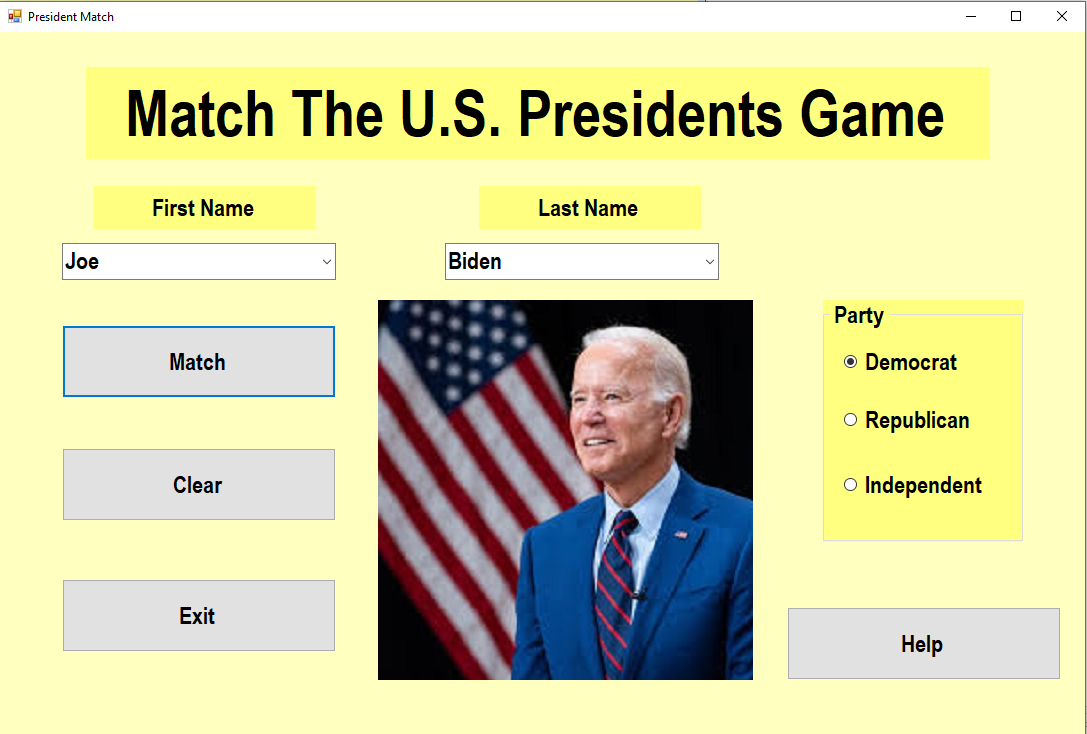 President Match
Match The U.S. Presidents Game
First Name
Last Name
Joe
Biden
Match
Clear
Exit
Party
Democrat
Republican
Independent
Help